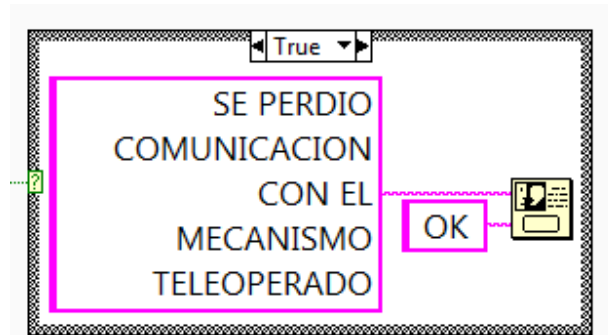 True
SE PERDIO
COMUNICACION
CON EL
MECANISMO
TELEOPERADO
OK
?